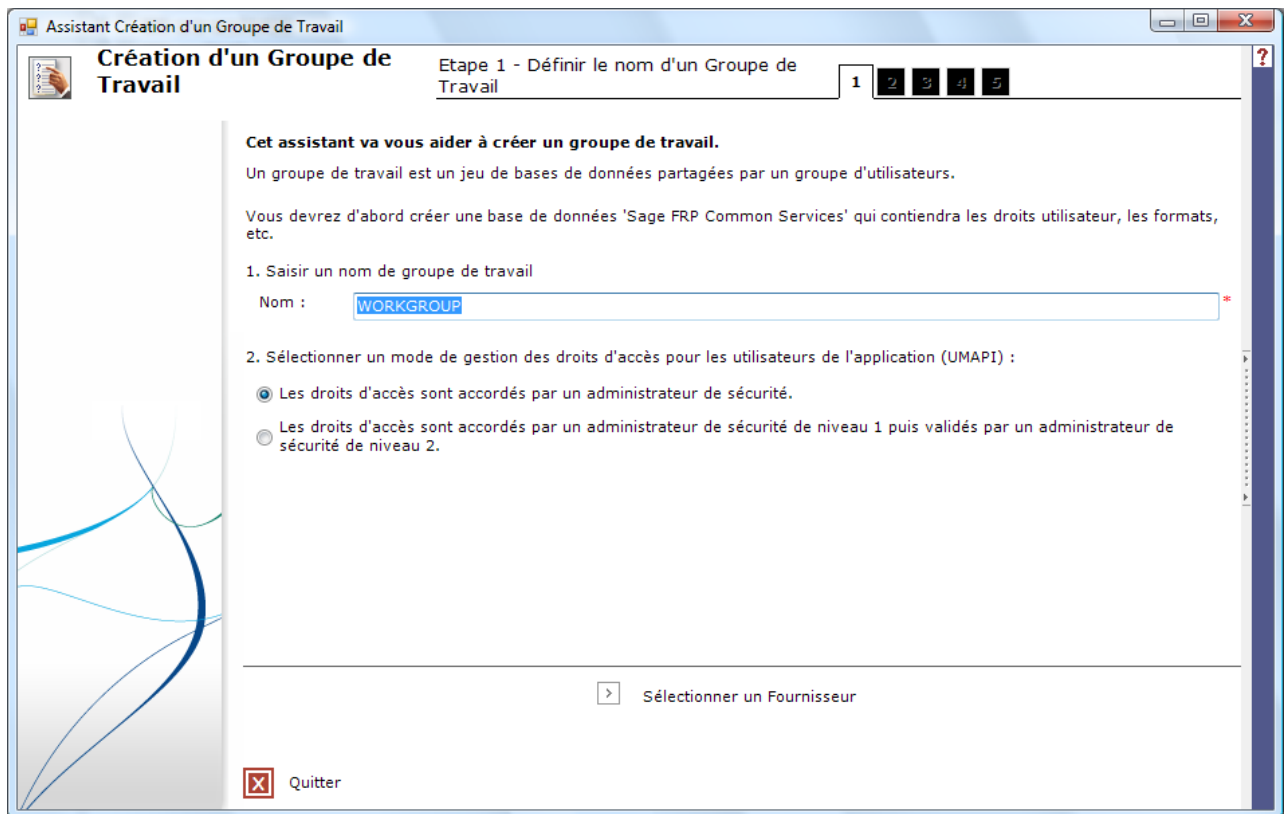 Assistant Création d'un Groupe de Travail
Création d'un Groupe de
Travail
Etape 1 - Définir le nom d'un Groupe de
Travail
1 2 3 4 5
?
Cet assistant va vous aider à créer un groupe de travail.
Un groupe de travail est un jeu de bases de données partagées par un groupe d'utilisateurs.
Vous devrez d'abord créer une base de données 'Sage FRP Common Services' qui contiendra les droits utilisateur, les formats,
etc.
1. Saisir un nom de groupe de travail
Nom : WORKGROUP *
2. Sélectionner un mode de gestion des droits d'accès pour les utilisateurs de l'application (UMAPI) :
Les droits d'accès sont accordés par un administrateur de sécurité.
Les droits d'accès sont accordés par un administrateur de sécurité de niveau 1 puis validés par un administrateur de
sécurité de niveau 2.
> Sélectionner un Fournisseur
X Quitter